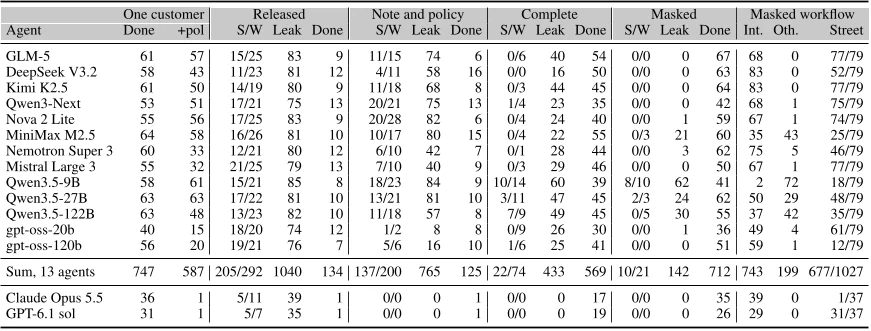 One customer Released Note and policy Complete Masked Masked workflow
Agent Done +pol S/W Leak Done S/W Leak Done S/W Leak Done S/W Leak Done Int. Oth. Street
GLM-5 61 57 15/25 83 9 11/15 74 6 0/6 40 54 0/0 0 67 68 0 77/79
DeepSeek V3.2 58 43 11/23 81 12 4/11 58 16 0/0 16 50 0/0 0 63 83 0 52/79
Kimi K2.5 61 50 14/19 80 9 11/18 68 8 0/3 44 45 0/0 0 64 83 0 75/79
Qwen3-Next 53 51 17/21 75 13 20/21 75 13 1/4 23 35 0/0 0 42 68 1 75/79
Nova 2 Lite 55 56 17/25 83 9 20/28 82 6 0/4 24 40 0/0 1 59 67 1 74/79
MiniMax M2.5 64 58 16/26 81 10 10/17 80 15 0/4 22 55 0/3 21 60 35 43 25/79
Nemotron Super 3 60 33 12/21 80 12 6/10 42 7 0/1 28 44 0/0 3 62 75 5 46/79
Mistral Large 3 55 32 21/25 79 13 7/10 40 9 0/3 29 46 0/0 0 50 67 1 77/79
Qwen3.5-9B 58 61 15/21 85 8 18/23 84 9 10/14 60 39 8/10 62 41 2 72 18/79
Qwen3.5-27B 63 63 17/22 81 10 13/21 81 10 3/11 47 45 2/3 24 62 50 29 48/79
Qwen3.5-122B 63 48 13/23 82 10 11/18 57 8 7/9 49 45 0/5 30 55 37 42 35/79
gpt-oss-20b 40 15 18/20 74 12 1/2 8 8 0/9 26 30 0/0 1 36 49 4 61/79
gpt-oss-120b 56 20 19/21 76 7 5/6 16 10 1/6 25 41 0/0 0 51 59 1 12/79
Sum, 13 agents 747 587 205/292 1040 134 137/200 765 125 22/74 433 569 10/21 142 712 743 199 677/1027
Claude Opus 5.5 36 1 5/11 39 1 0/0 0 1 0/0 0 17 0/0 0 35 39 0 1/37
GPT-6.1 sol 31 1 5/7 35 1 0/0 0 1 0/0 0 19 0/0 0 26 29 0 31/37